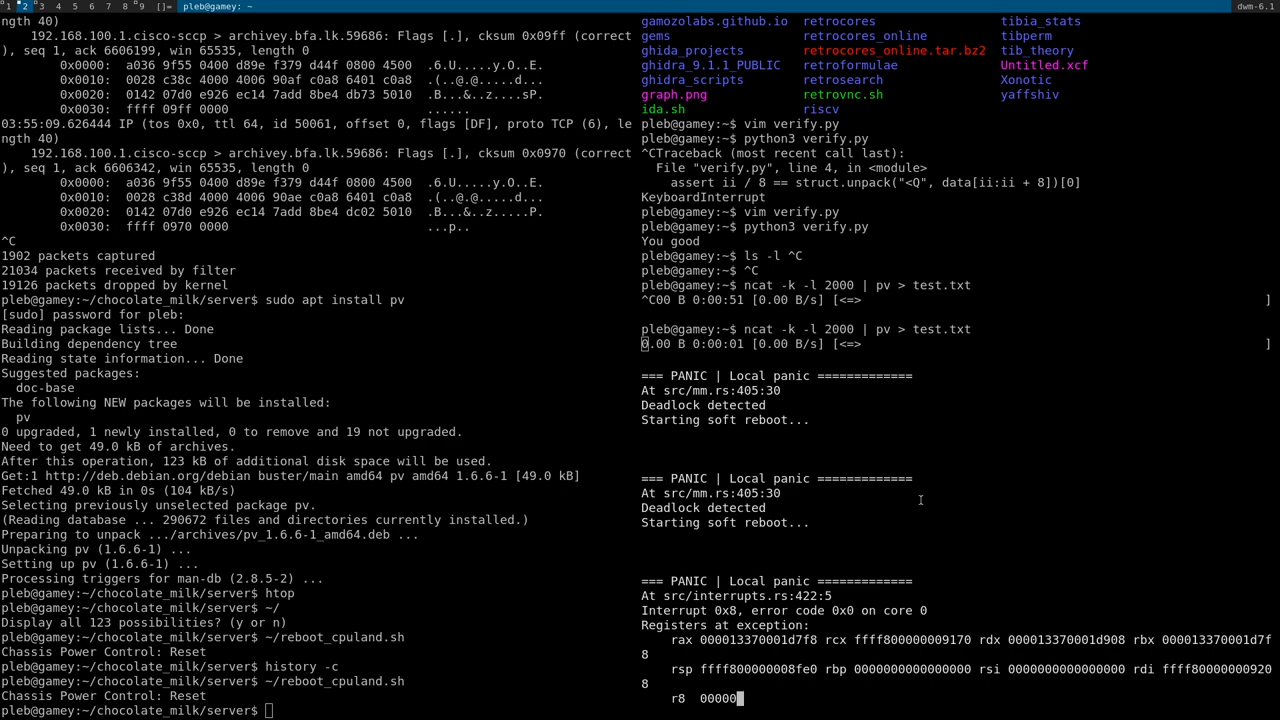 1 2 3 4 5 6 7 8 9 []= pleb@gamey: ~ dwm-6.1
ngth 40)
    192.168.100.1.cisco-sccp > archivey.bfa.lk.59686: Flags [.], cksum 0x09ff (correct
), seq 1, ack 6606199, win 65535, length 0
        0x0000:  a036 9f55 0400 d89e f379 d44f 0800 4500  .6.U.....y.O..E.
        0x0010:  0028 c38c 4000 4006 90af c0a8 6401 c0a8  .(..@.@.....d...
        0x0020:  0142 07d0 e926 ec14 7add 8be4 db73 5010  .B...&..z....sP.
        0x0030:  ffff 09ff 0000                           ......
03:55:09.626444 IP (tos 0x0, ttl 64, id 50061, offset 0, flags [DF], proto TCP (6), le
ngth 40)
    192.168.100.1.cisco-sccp > archivey.bfa.lk.59686: Flags [.], cksum 0x0970 (correct
), seq 1, ack 6606342, win 65535, length 0
        0x0000:  a036 9f55 0400 d89e f379 d44f 0800 4500  .6.U.....y.O..E.
        0x0010:  0028 c38d 4000 4006 90ae c0a8 6401 c0a8  .(..@.@.....d...
        0x0020:  0142 07d0 e926 ec14 7add 8be4 dc02 5010  .B...&..z.....P.
        0x0030:  ffff 0970 0000                           ...p..
^C
1902 packets captured
21034 packets received by filter
19126 packets dropped by kernel
pleb@gamey:~/chocolate_milk/server$ sudo apt install pv
[sudo] password for pleb:
Reading package lists... Done
Building dependency tree
Reading state information... Done
Suggested packages:
  doc-base
The following NEW packages will be installed:
  pv
0 upgraded, 1 newly installed, 0 to remove and 19 not upgraded.
Need to get 49.0 kB of archives.
After this operation, 123 kB of additional disk space will be used.
Get:1 http://deb.debian.org/debian buster/main amd64 pv amd64 1.6.6-1 [49.0 kB]
Fetched 49.0 kB in 0s (104 kB/s)
Selecting previously unselected package pv.
(Reading database ... 290672 files and directories currently installed.)
Preparing to unpack .../archives/pv_1.6.6-1_amd64.deb ...
Unpacking pv (1.6.6-1) ...
Setting up pv (1.6.6-1) ...
Processing triggers for man-db (2.8.5-2) ...
pleb@gamey:~/chocolate_milk/server$ htop
pleb@gamey:~/chocolate_milk/server$ ~/
Display all 123 possibilities? (y or n)
pleb@gamey:~/chocolate_milk/server$ ~/reboot_cpuland.sh
Chassis Power Control: Reset
pleb@gamey:~/chocolate_milk/server$ history -c
pleb@gamey:~/chocolate_milk/server$ ~/reboot_cpuland.sh
Chassis Power Control: Reset
pleb@gamey:~/chocolate_milk/server$
gamozolabs.github.io  retrocores  tibia_stats
gems  retrocores_online  tibperm
ghida_projects  retrocores_online.tar.bz2  tib_theory
ghidra_9.1.1_PUBLIC  retroformulae  Untitled.xcf
ghidra_scripts  retrosearch  Xonotic
graph.png  retrovnc.sh  yaffshiv
ida.sh  riscv
pleb@gamey:~$ vim verify.py
pleb@gamey:~$ python3 verify.py
^CTraceback (most recent call last):
  File "verify.py", line 4, in <module>
    assert ii / 8 == struct.unpack("<Q", data[ii:ii + 8])[0]
KeyboardInterrupt
pleb@gamey:~$ vim verify.py
pleb@gamey:~$ python3 verify.py
You good
pleb@gamey:~$ ls -l ^C
pleb@gamey:~$ ^C
pleb@gamey:~$ ncat -k -l 2000 | pv > test.txt
^C00 B 0:00:51 [0.00 B/s] [<=> ]
pleb@gamey:~$ ncat -k -l 2000 | pv > test.txt
0.00 B 0:00:01 [0.00 B/s] [<=> ]
=== PANIC | Local panic =============
At src/mm.rs:405:30
Deadlock detected
Starting soft reboot...
=== PANIC | Local panic =============
At src/mm.rs:405:30
Deadlock detected
Starting soft reboot...
=== PANIC | Local panic =============
At src/interrupts.rs:422:5
Interrupt 0x8, error code 0x0 on core 0
Registers at exception:
    rax 000013370001d7f8 rcx ffff800000009170 rdx 000013370001d908 rbx 000013370001d7f
8
    rsp ffff800000008fe0 rbp 0000000000000000 rsi 0000000000000000 rdi ffff80000000920
8
    r8  00000